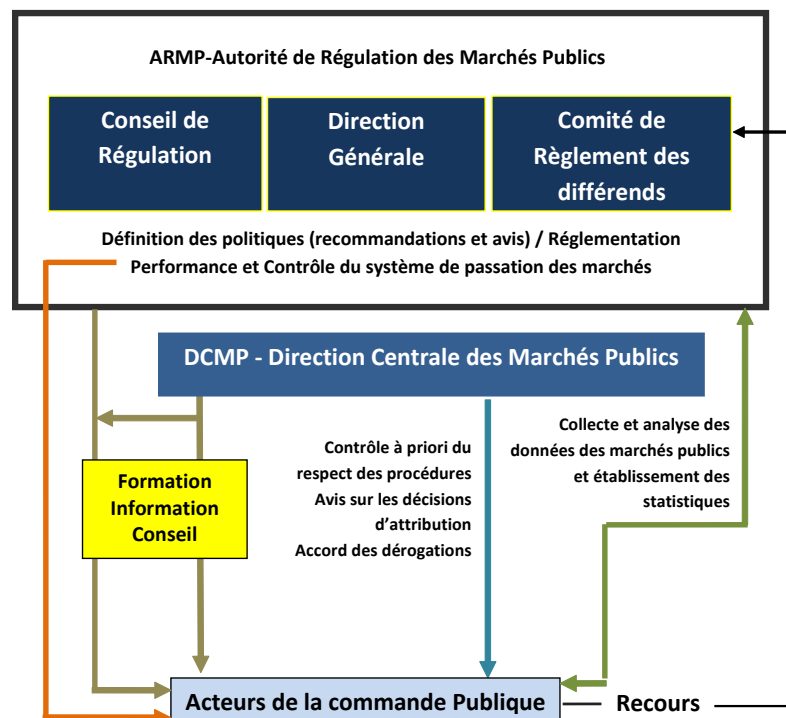 ARMP-Autorité de Régulation des Marchés Publics
Conseil de
Régulation
Direction
Générale
Comité de
Règlement des
différends
Définition des politiques (recommandations et avis) / Réglementation
Performance et Contrôle du système de passation des marchés
DCMP - Direction Centrale des Marchés Publics
Formation
Information
Conseil
Contrôle à priori du
respect des procédures
Avis sur les décisions
d'attribution
Accord des dérogations
Collecte et analyse des
données des marchés publics
et établissement des
statistiques
Acteurs de la commande Publique
Recours